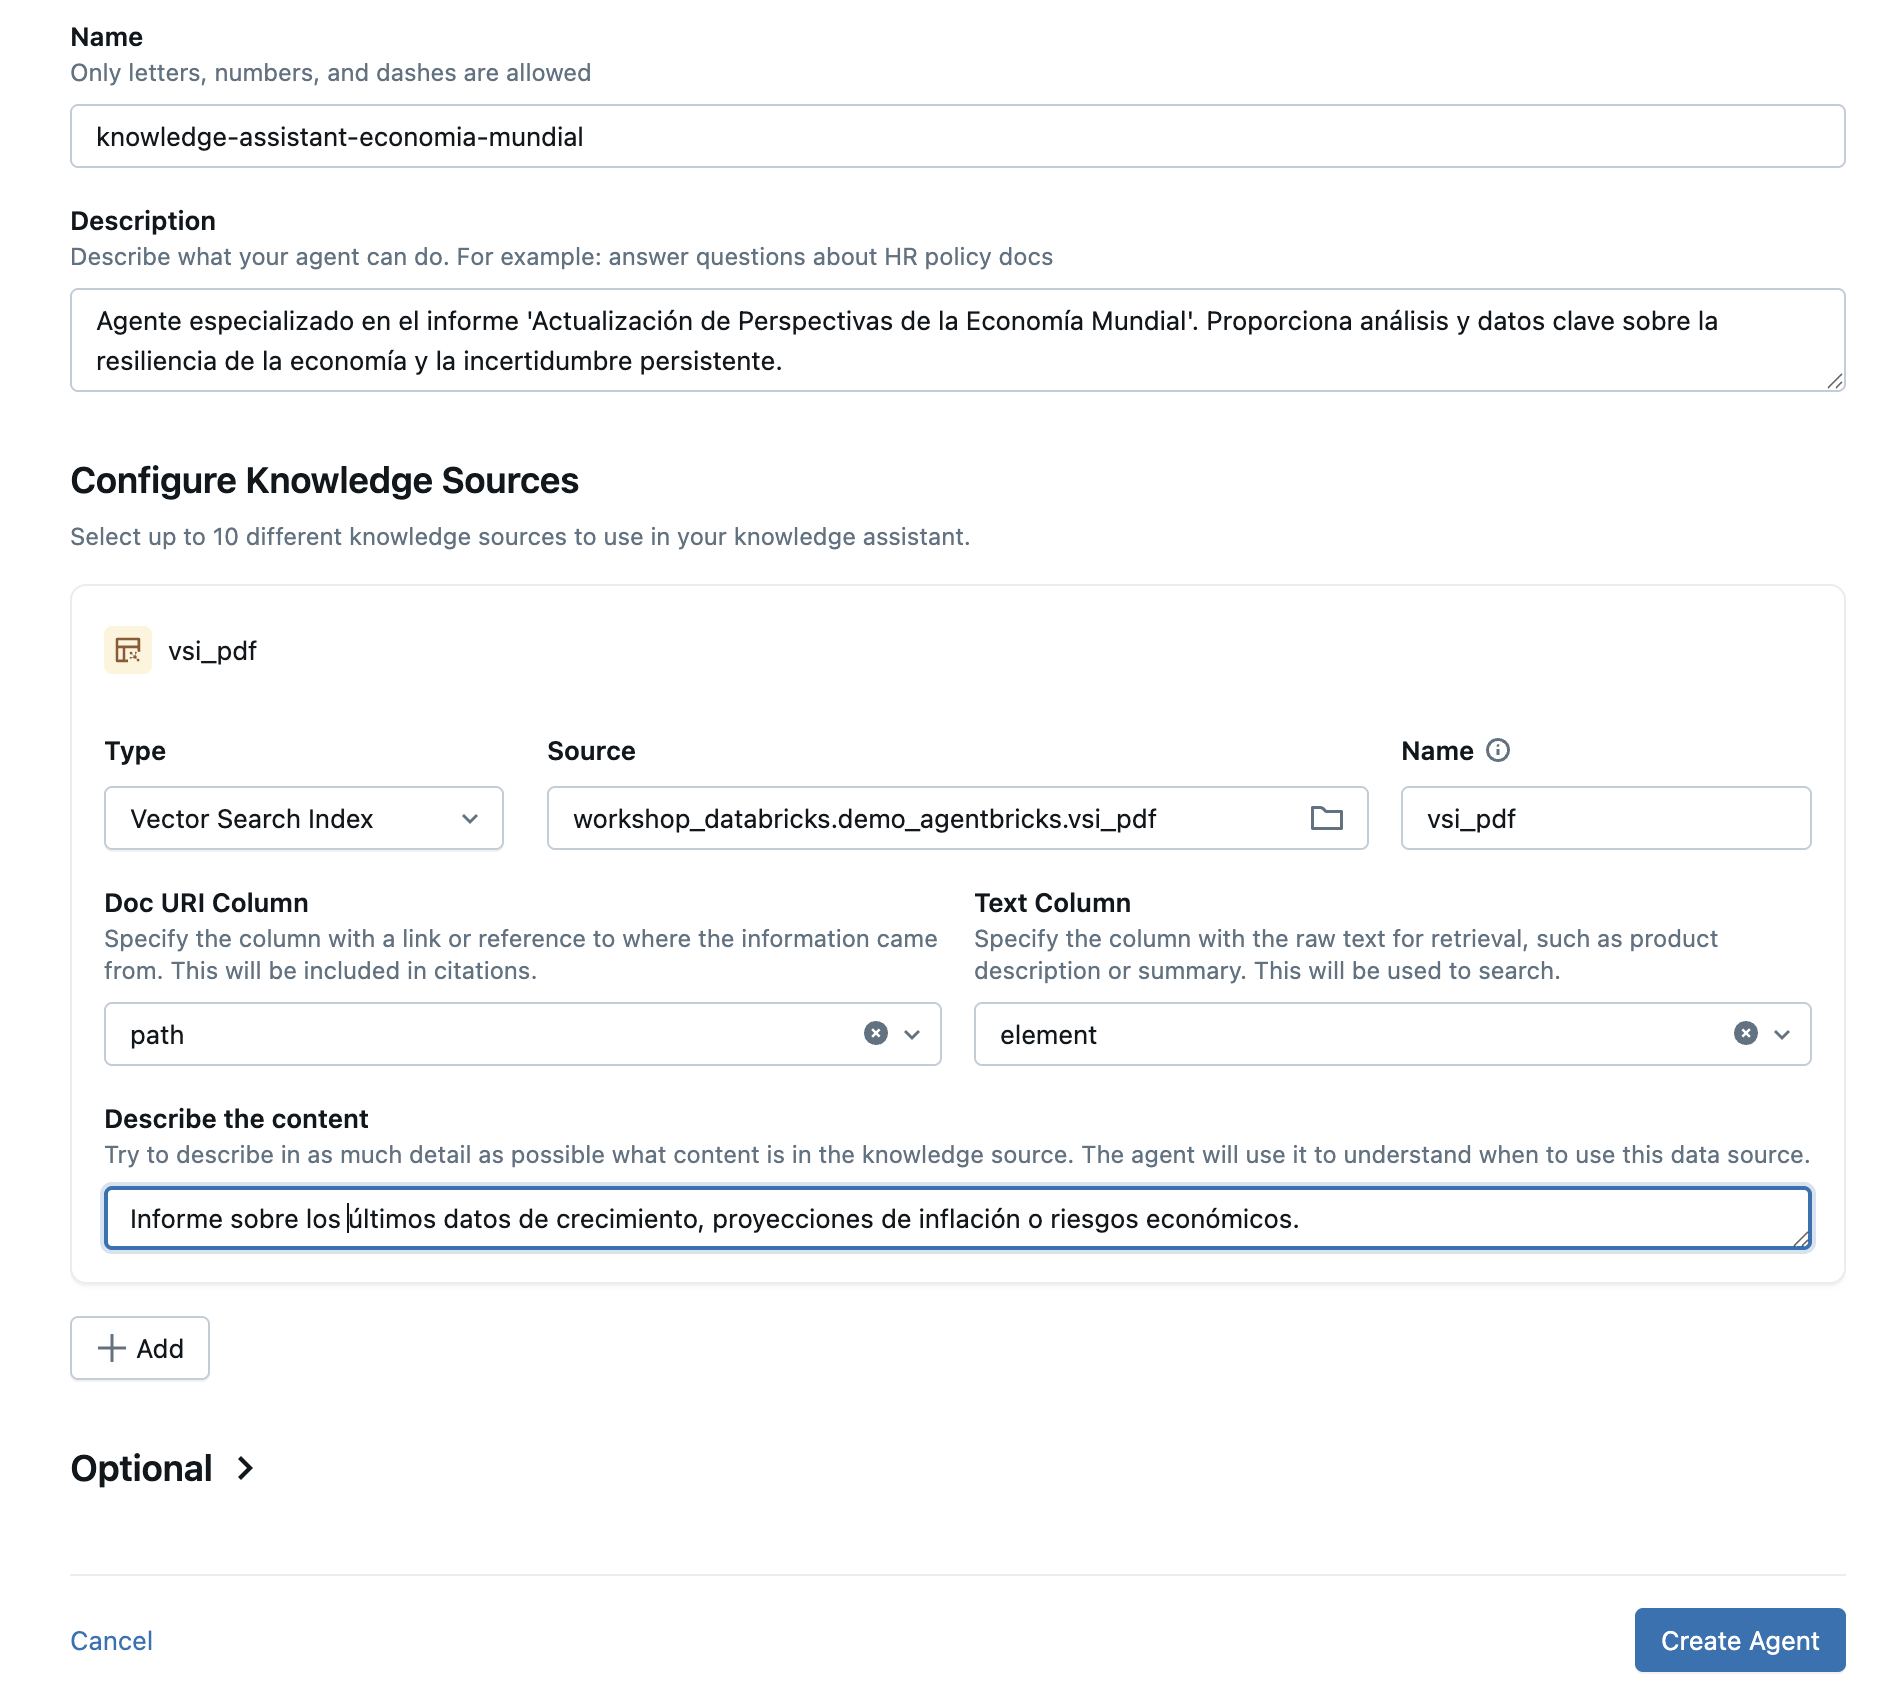 Name
Only letters, numbers, and dashes are allowed
knowledge-assistant-economia-mundial
Description
Describe what your agent can do. For example: answer questions about HR policy docs
Agente especializado en el informe 'Actualización de Perspectivas de la Economía Mundial'. Proporciona análisis y datos clave sobre la
resiliencia de la economía y la incertidumbre persistente.
Configure Knowledge Sources
Select up to 10 different knowledge sources to use in your knowledge assistant.
vsi_pdf
Type
Source
Name
Vector Search Index
workshop_databricks.demo_agentbricks.vsi_pdf
vsi_pdf
Doc URI Column
Specify the column with a link or reference to where the information came
from. This will be included in citations.
path
Text Column
Specify the column with the raw text for retrieval, such as product
description or summary. This will be used to search.
element
Describe the content
Try to describe in as much detail as possible what content is in the knowledge source. The agent will use it to understand when to use this data source.
Informe sobre los últimos datos de crecimiento, proyecciones de inflación o riesgos económicos.
Add
Optional
Cancel
Create Agent